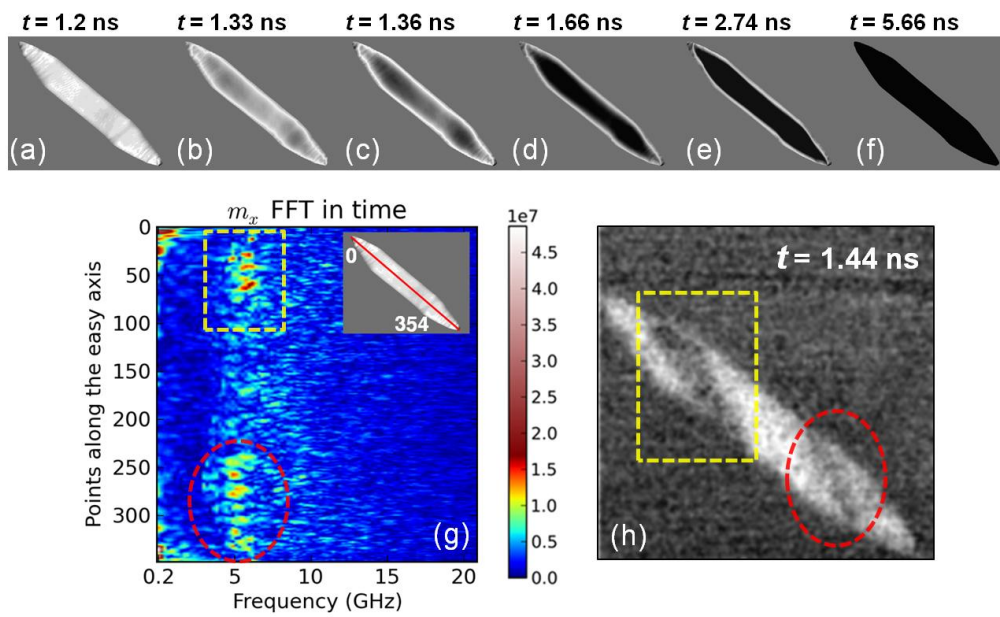 t = 1.2 ns t = 1.33 ns t = 1.36 ns t = 1.66 ns t = 2.74 ns t = 5.66 ns
(a) (b) (c) (d) (e) (f)
m_x FFT in time
1e7
0
50
100
150
200
250
300
Points along the easy axis
0
354
(g)
0.2 5 10 15 20
Frequency (GHz)
4.5
4.0
3.5
3.0
2.5
2.0
1.5
1.0
0.5
0.0
t = 1.44 ns
(h)